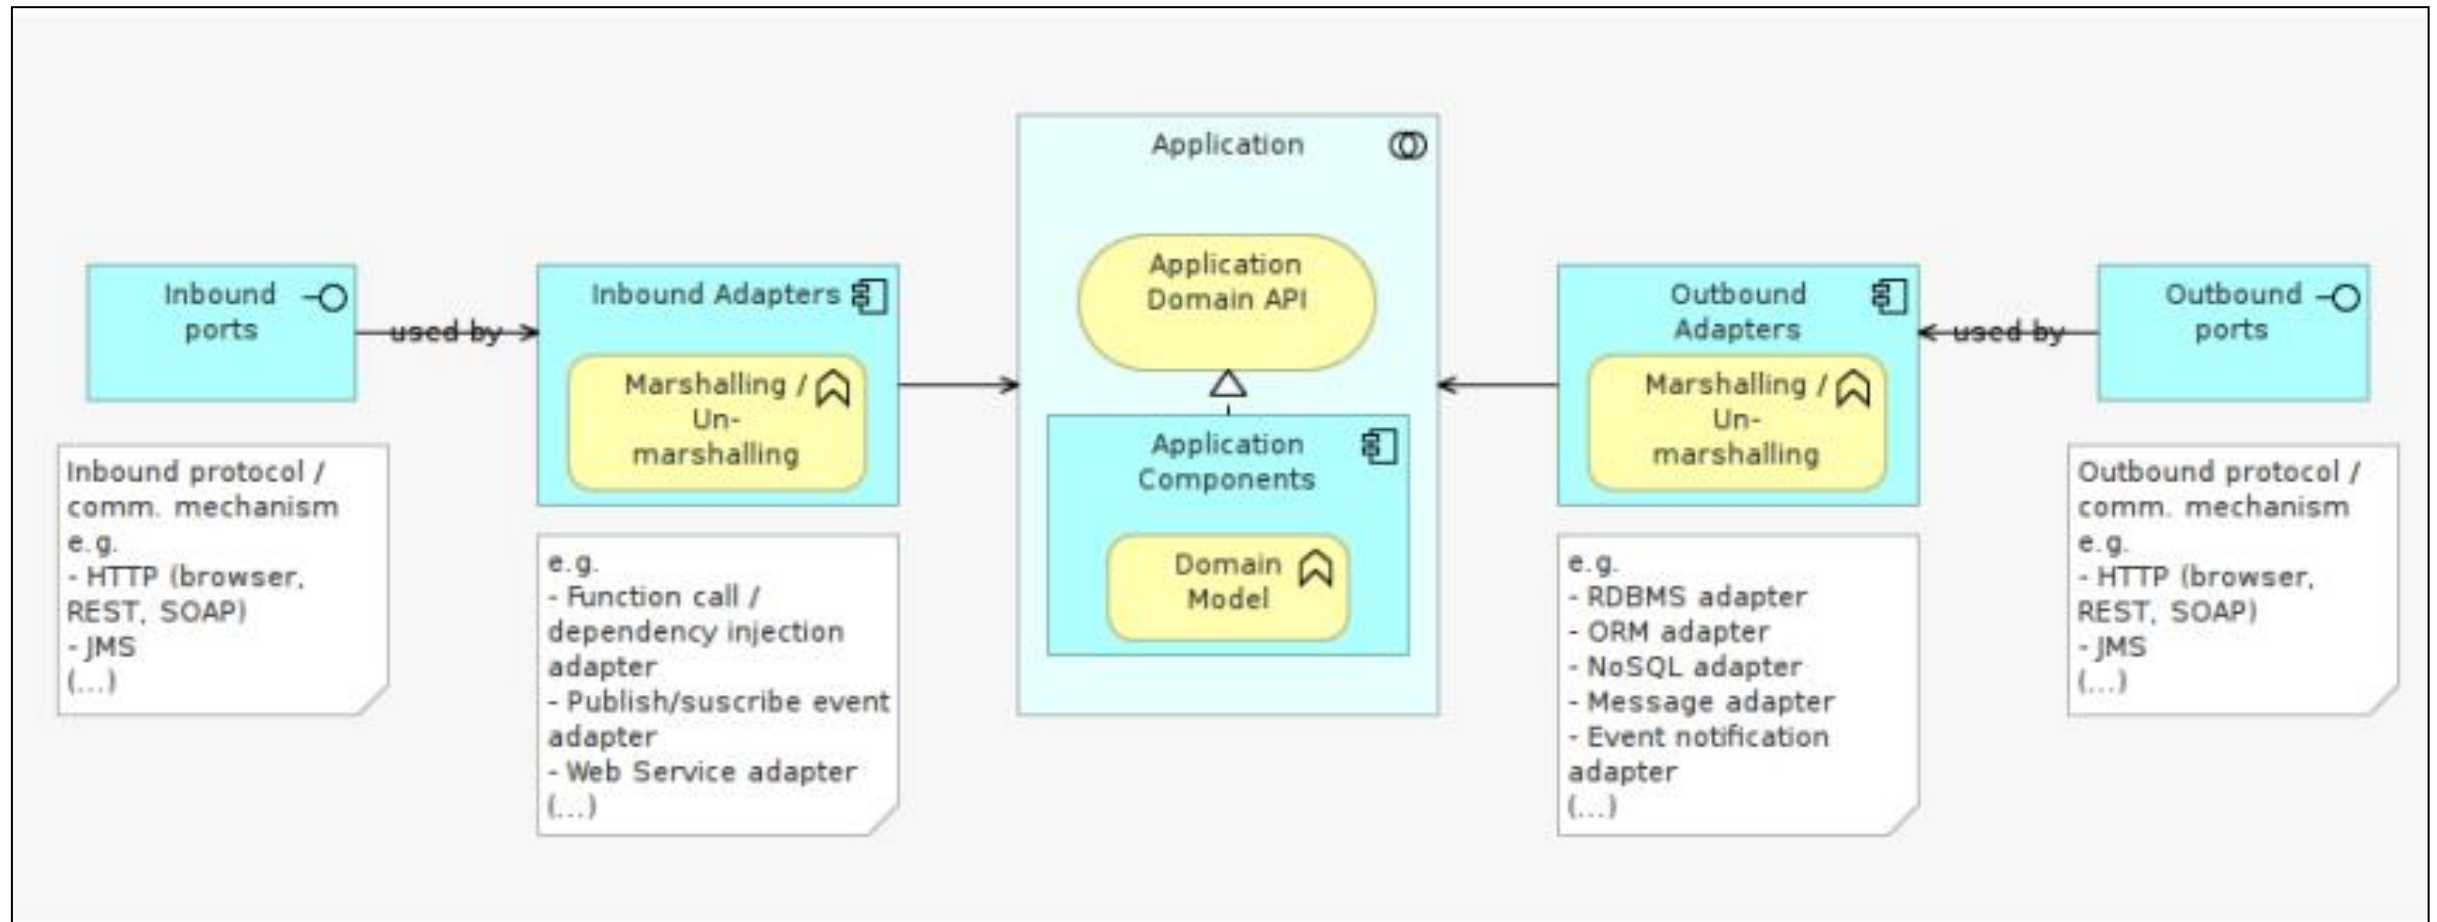 Inbound
ports
used by
Inbound protocol /
comm. mechanism
e.g.
- HTTP (browser,
REST, SOAP)
- JMS
(...)
Inbound Adapters
Marshalling /
Un-
marshalling
e.g.
- Function call /
dependency injection
adapter
- Publish/suscribe event
adapter
- Web Service adapter
(...)
Application
Application
Domain API
Application
Components
Domain
Model
Outbound
Adapters
Marshalling /
Un-
marshalling
e.g.
- RDBMS adapter
- ORM adapter
- NoSQL adapter
- Message adapter
- Event notification
adapter
(...)
used by
Outbound
ports
Outbound protocol /
comm. mechanism
e.g.
- HTTP (browser,
REST, SOAP)
- JMS
(...)